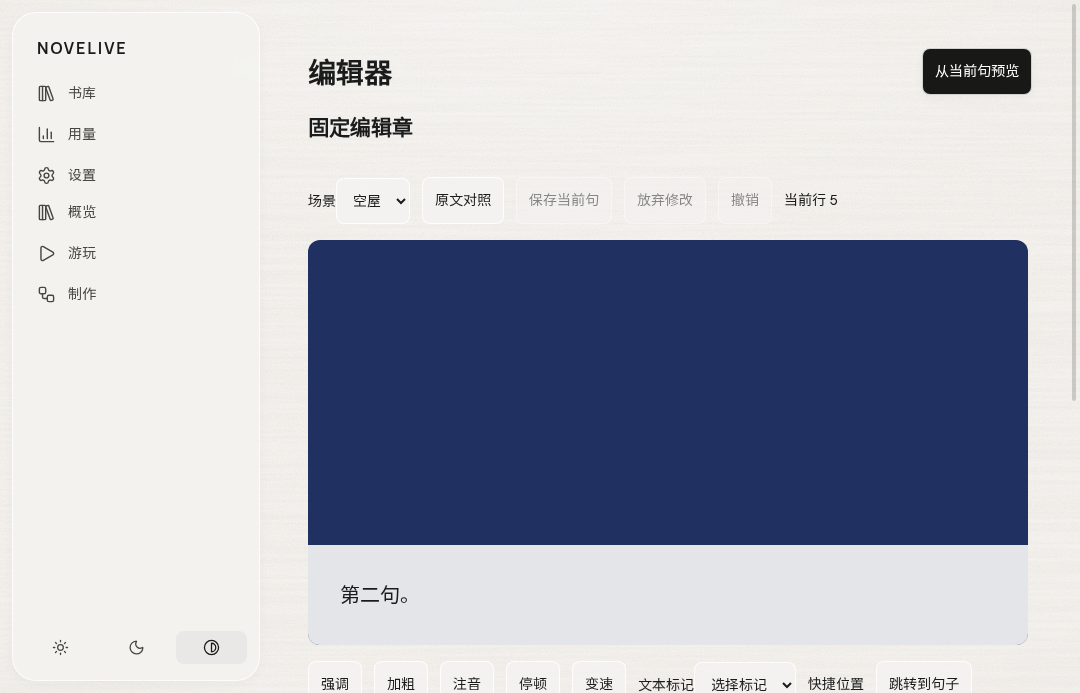 NOVELIVE
书库
用量
设置
概览
游玩
制作
编辑器
从当前句预览
固定编辑章
场景 空屋 原文对照 保存当前句 放弃修改 撤销 当前行 5
第二句。
强调 加粗 注音 停顿 变速 文本标记 选择标记 快捷位置 跳转到句子